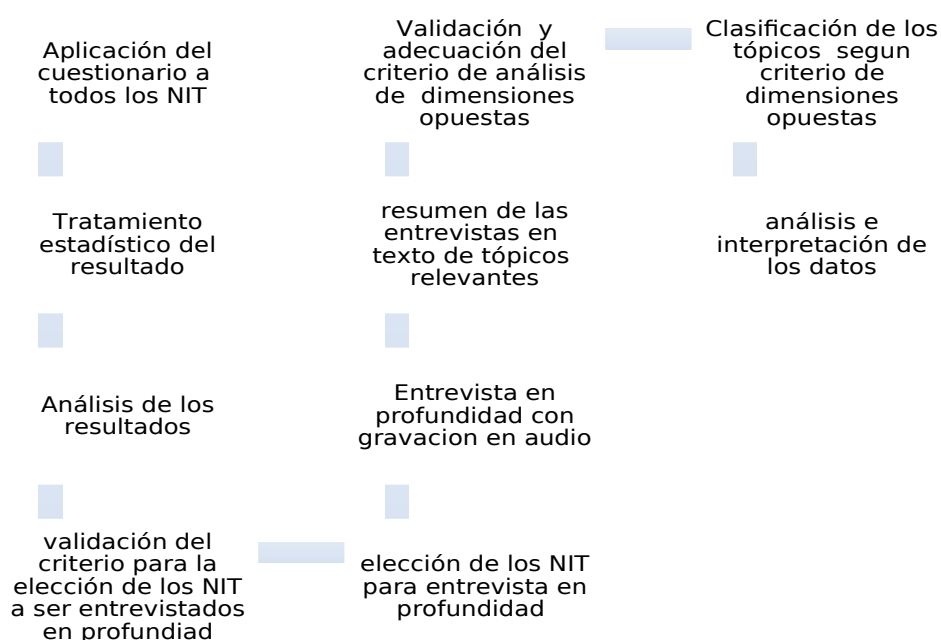 Aplicación del
cuestionario a
todos los NIT
Tratamiento
estadístico del
resultado
Análisis de los
resultados
validación del
criterio para la
elección de los NIT
a ser entrevistados
en profundiad
elección de los NIT
para entrevista en
profundidad
Entrevista en
profundidad con
gravacion en audio
resumen de las
entrevistas en
texto de tópicos
relevantes
Validación y
adecuación del
criterio de análisis
de dimensiones
opuestas
Clasificación de los
tópicos segun
criterio de
dimensiones
opuestas
análisis e
interpretación de
los datos